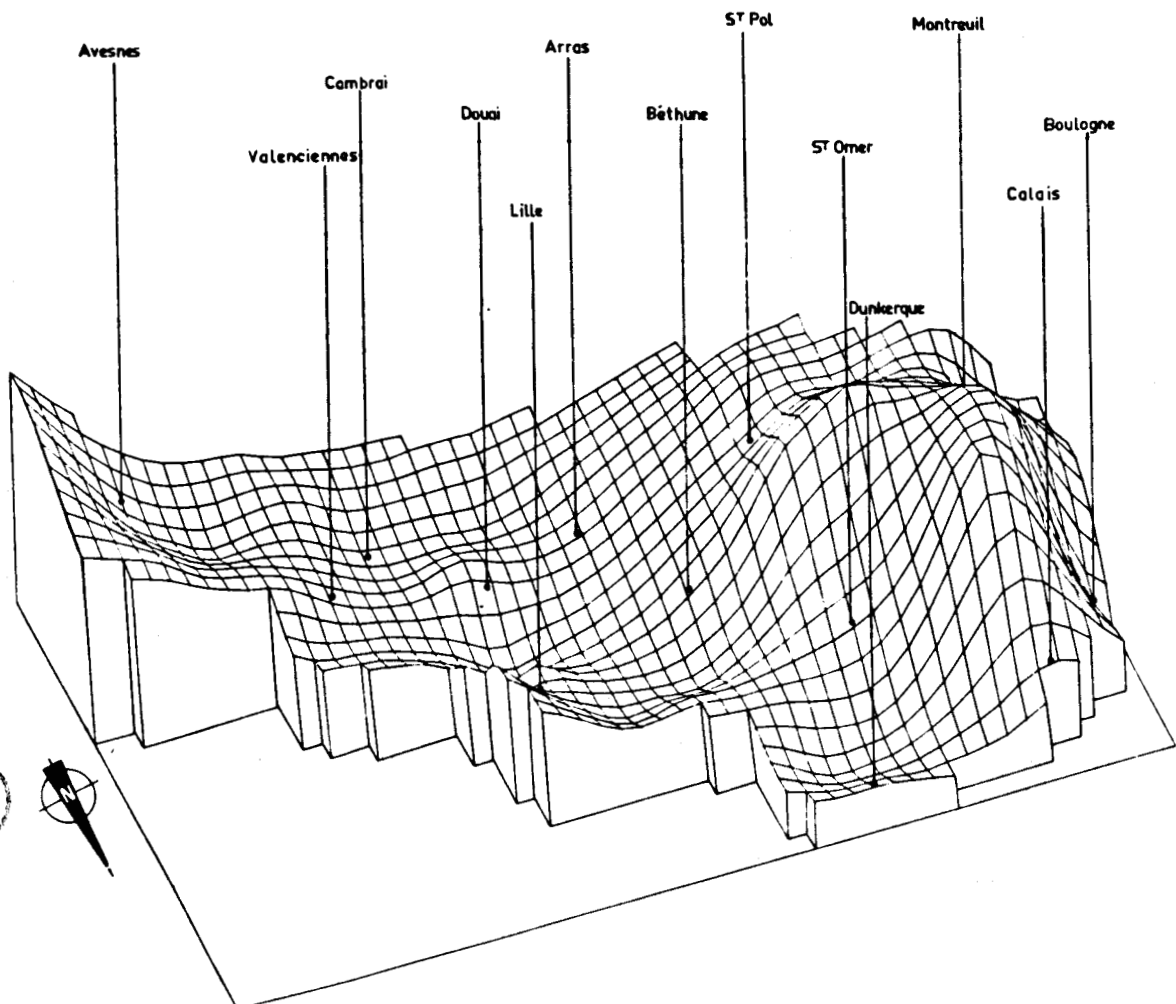 Sᵀ Pol
Montreuil
Avesnes
Arras
Cambrai
Douai
Béthune
Boulogne
Sᵀ Omer
Valenciennes
Calais
Lille
Dunkerque
N